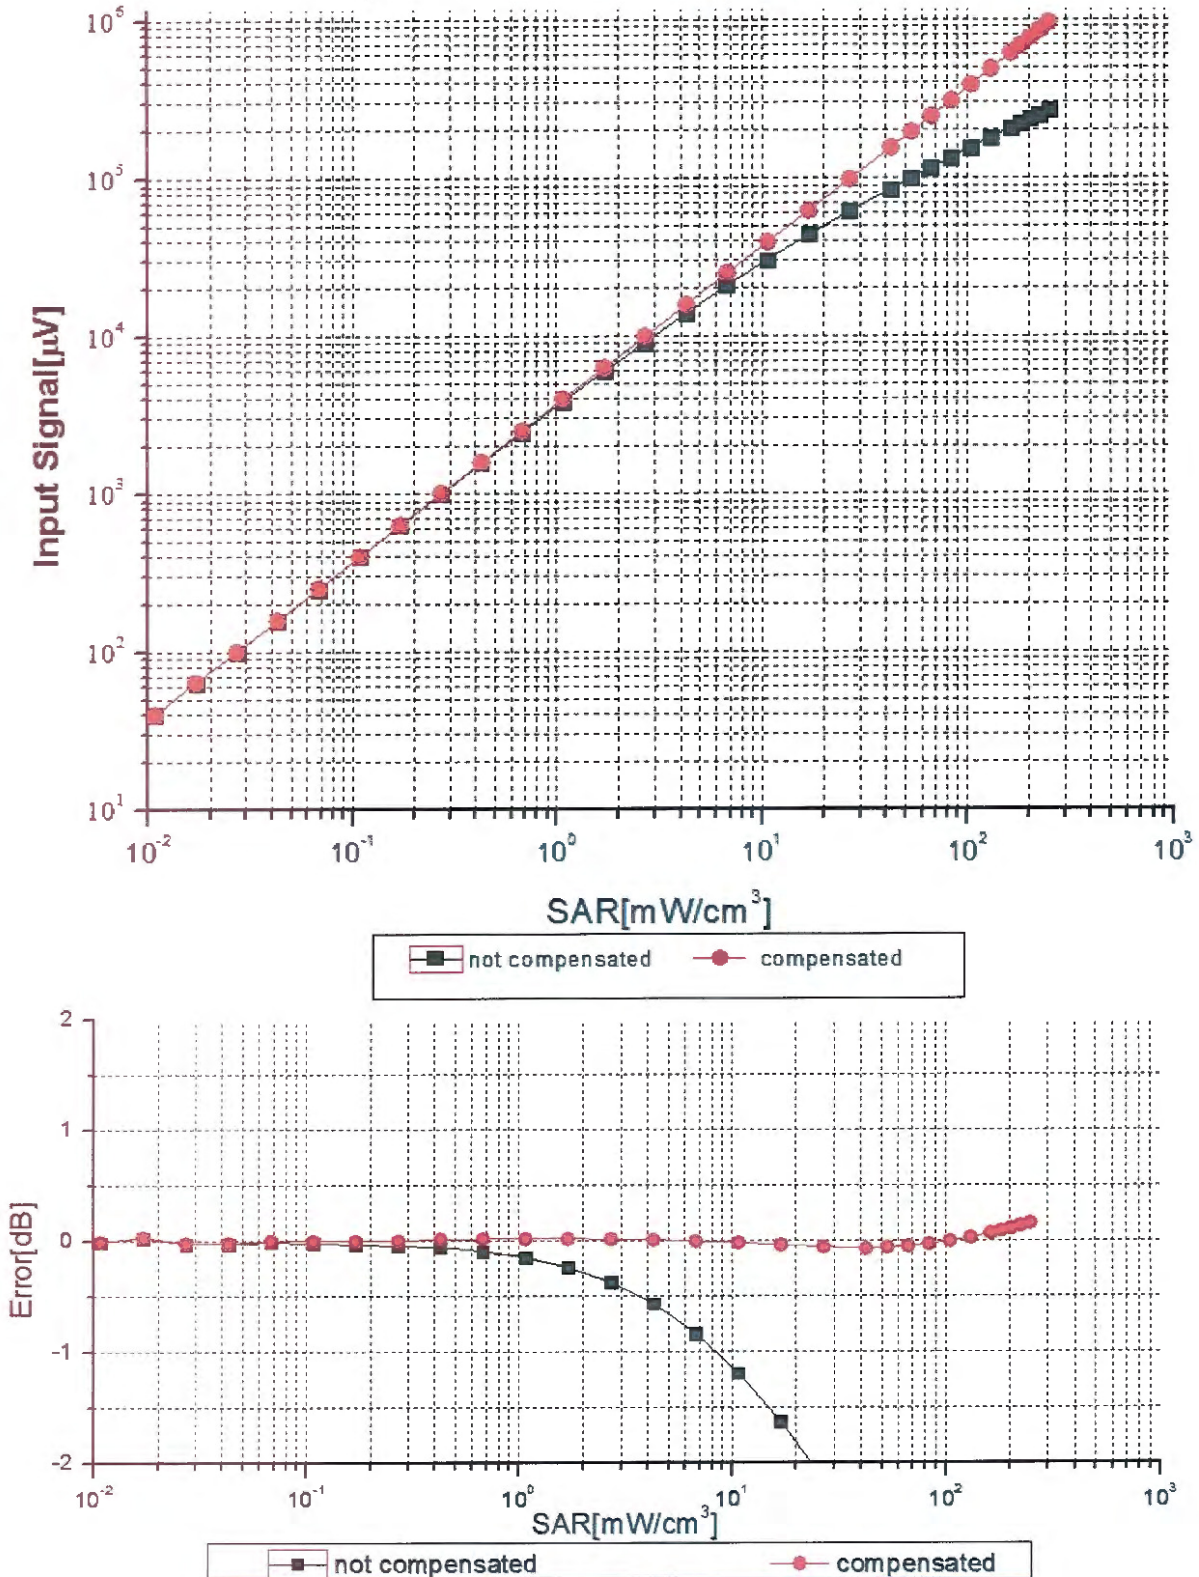 10⁶
10⁵
10⁴
10³
10²
10¹
Input Signal[µV]
10⁻² 10⁻¹ 10⁰ 10¹ 10² 10³
SAR[mW/cm³]
not compensated compensated
2
1
0
-1
-2
Error[dB]
10⁻² 10⁻¹ 10⁰ 10¹ 10² 10³
SAR[mW/cm³]
not compensated compensated